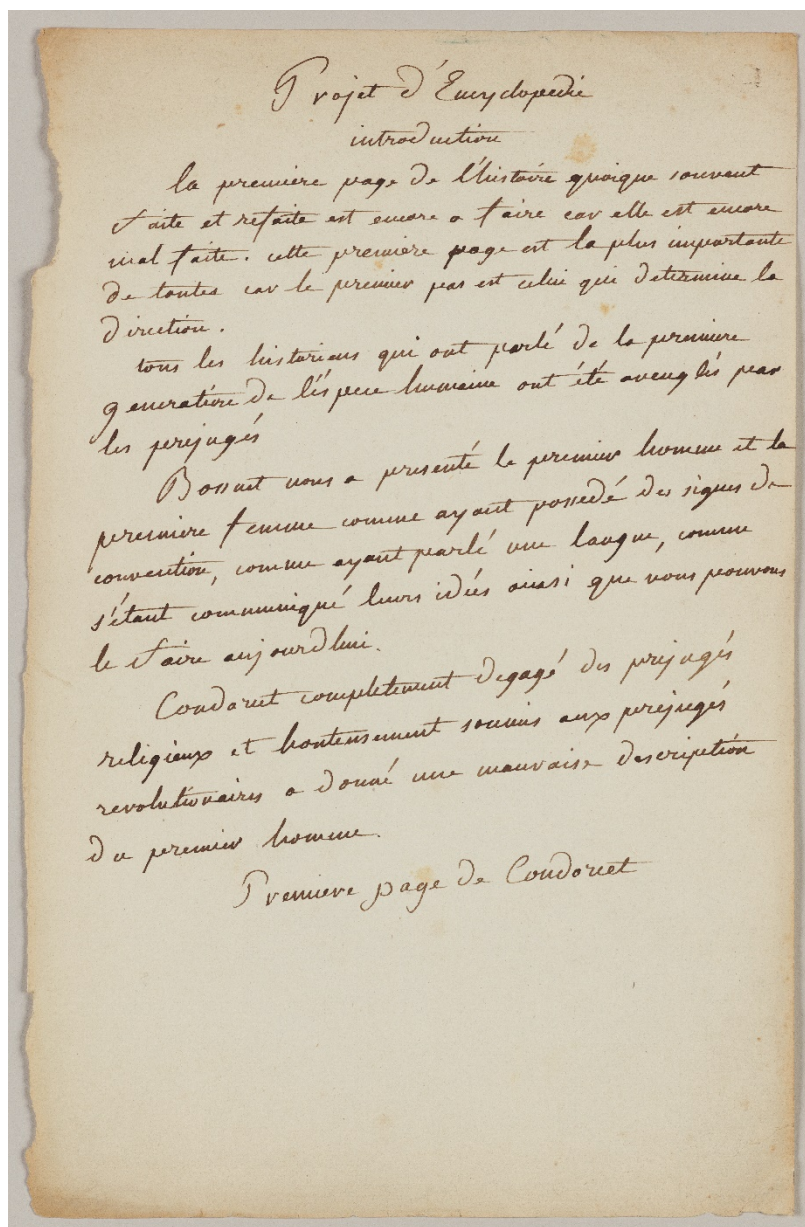 Projet d'Encyclopedie
introduction
la premiere page de l'histoire quoique souvent
faite et refaite est encore a faire car elle est encore
mal faite. cette premiere page est la plus importante
de toutes car le premier pas est celui qui determine la
direction.
tous les historiens qui ont parlé de la premiere
generation de l'éspece humaine ont été aveuglés par
les prejugés
Bossuet nous a presenté le premier homme et la
premiere femme comme ayant possedé des signes de
convention, comme ayant parlé une langue, comme
s'étant communiqué leurs idées ainsi que nous pouvons
le faire aujourdhui.
Condorcet completement degagé des prejugés
religieux et honteusement soumis aux prejugés
revolutionaires a donné une mauvaise description
du premier homme.
Premiere page de Condorcet